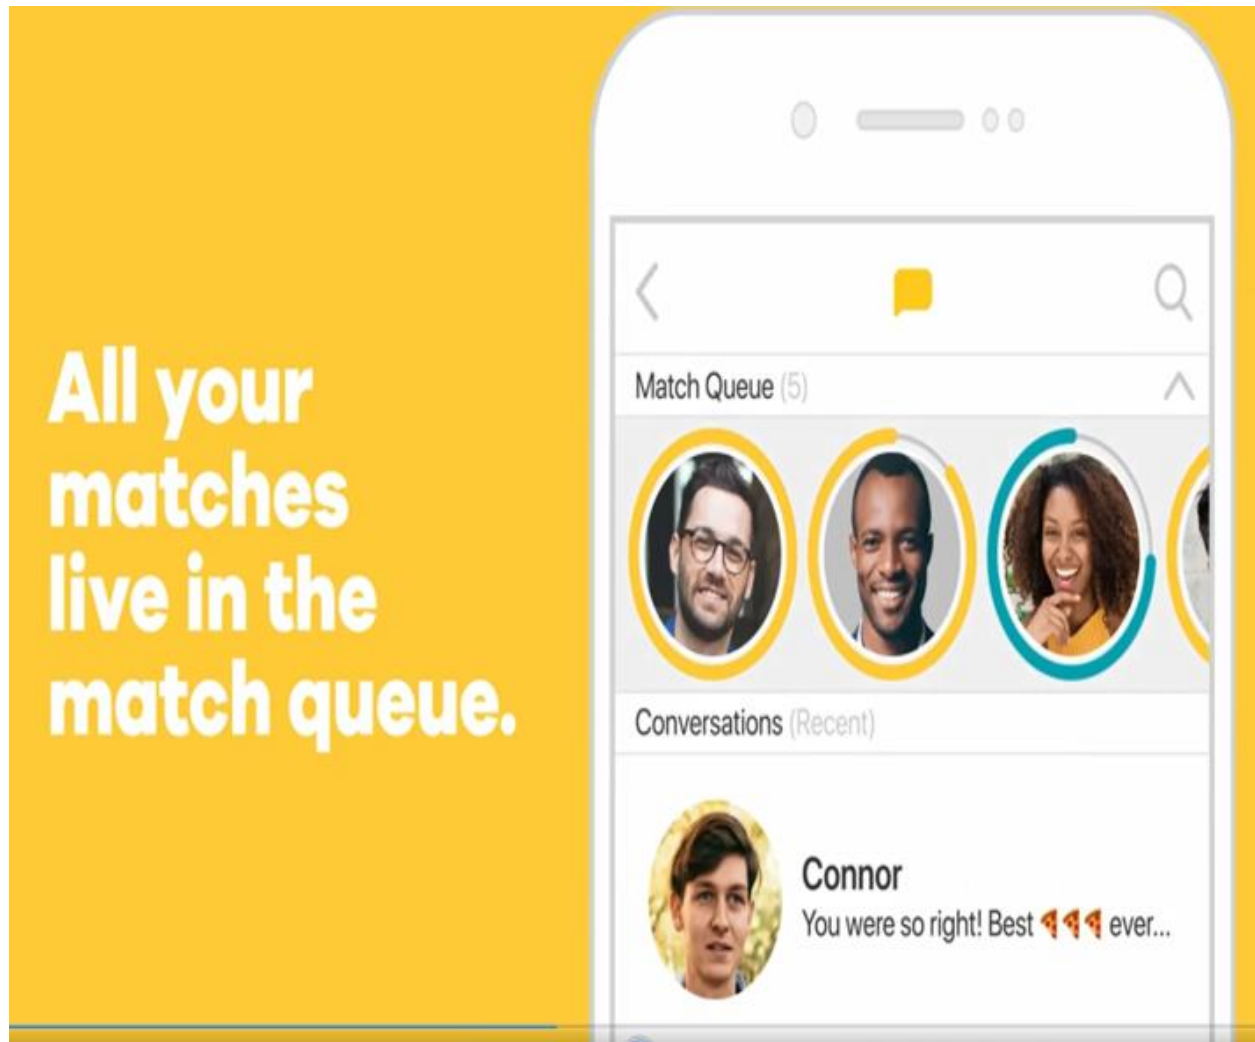 All your
matches
live in the
match queue.
Match Queue (5)
Conversations (Recent)
Connor
You were so right! Best 🍕🍕🍕 ever...